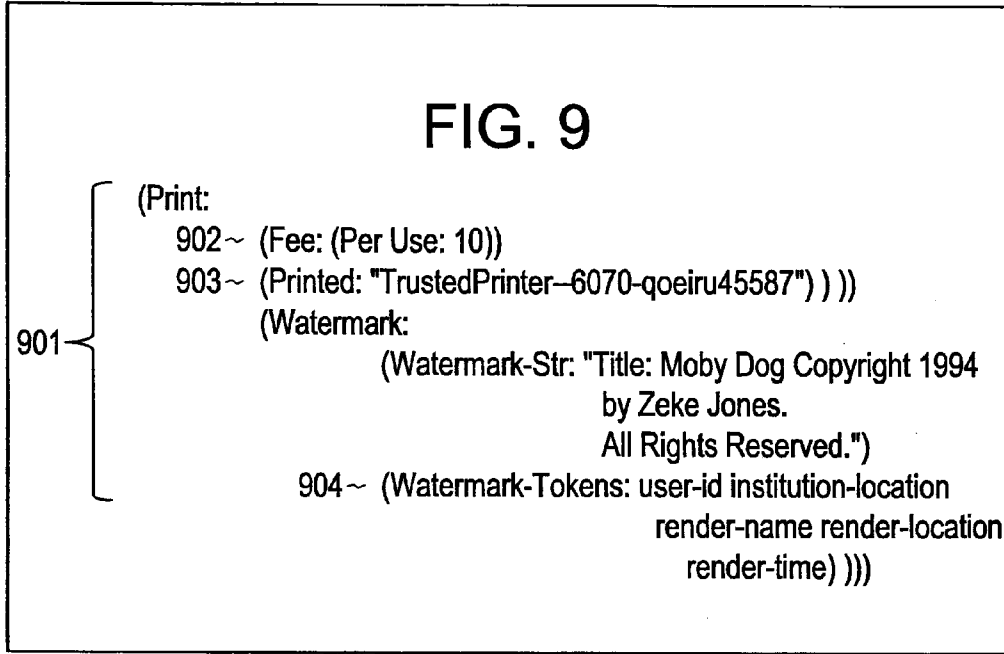 FIG. 9
(Print:
902~ (Fee: (Per Use: 10))
903~ (Printed: "TrustedPrinter--6070-qoeiru45587") ) ))
(Watermark:
901
(Watermark-Str: "Title: Moby Dog Copyright 1994
by Zeke Jones.
All Rights Reserved.")
904~ (Watermark-Tokens: user-id institution-location
render-name render-location
render-time) )))